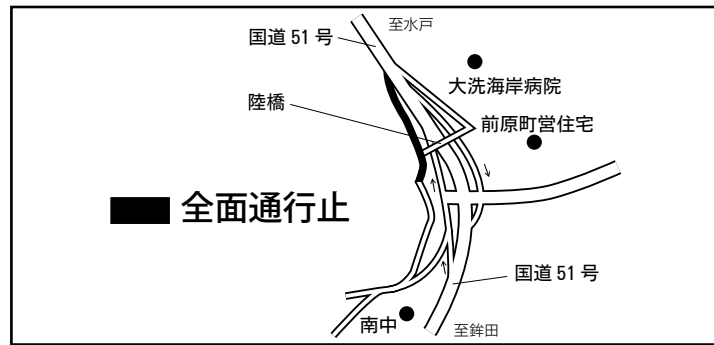 至水戸
国道 51 号
大洗海岸病院
陸橋
前原町営住宅
全面通行止
国道 51 号
南中
至鉾田